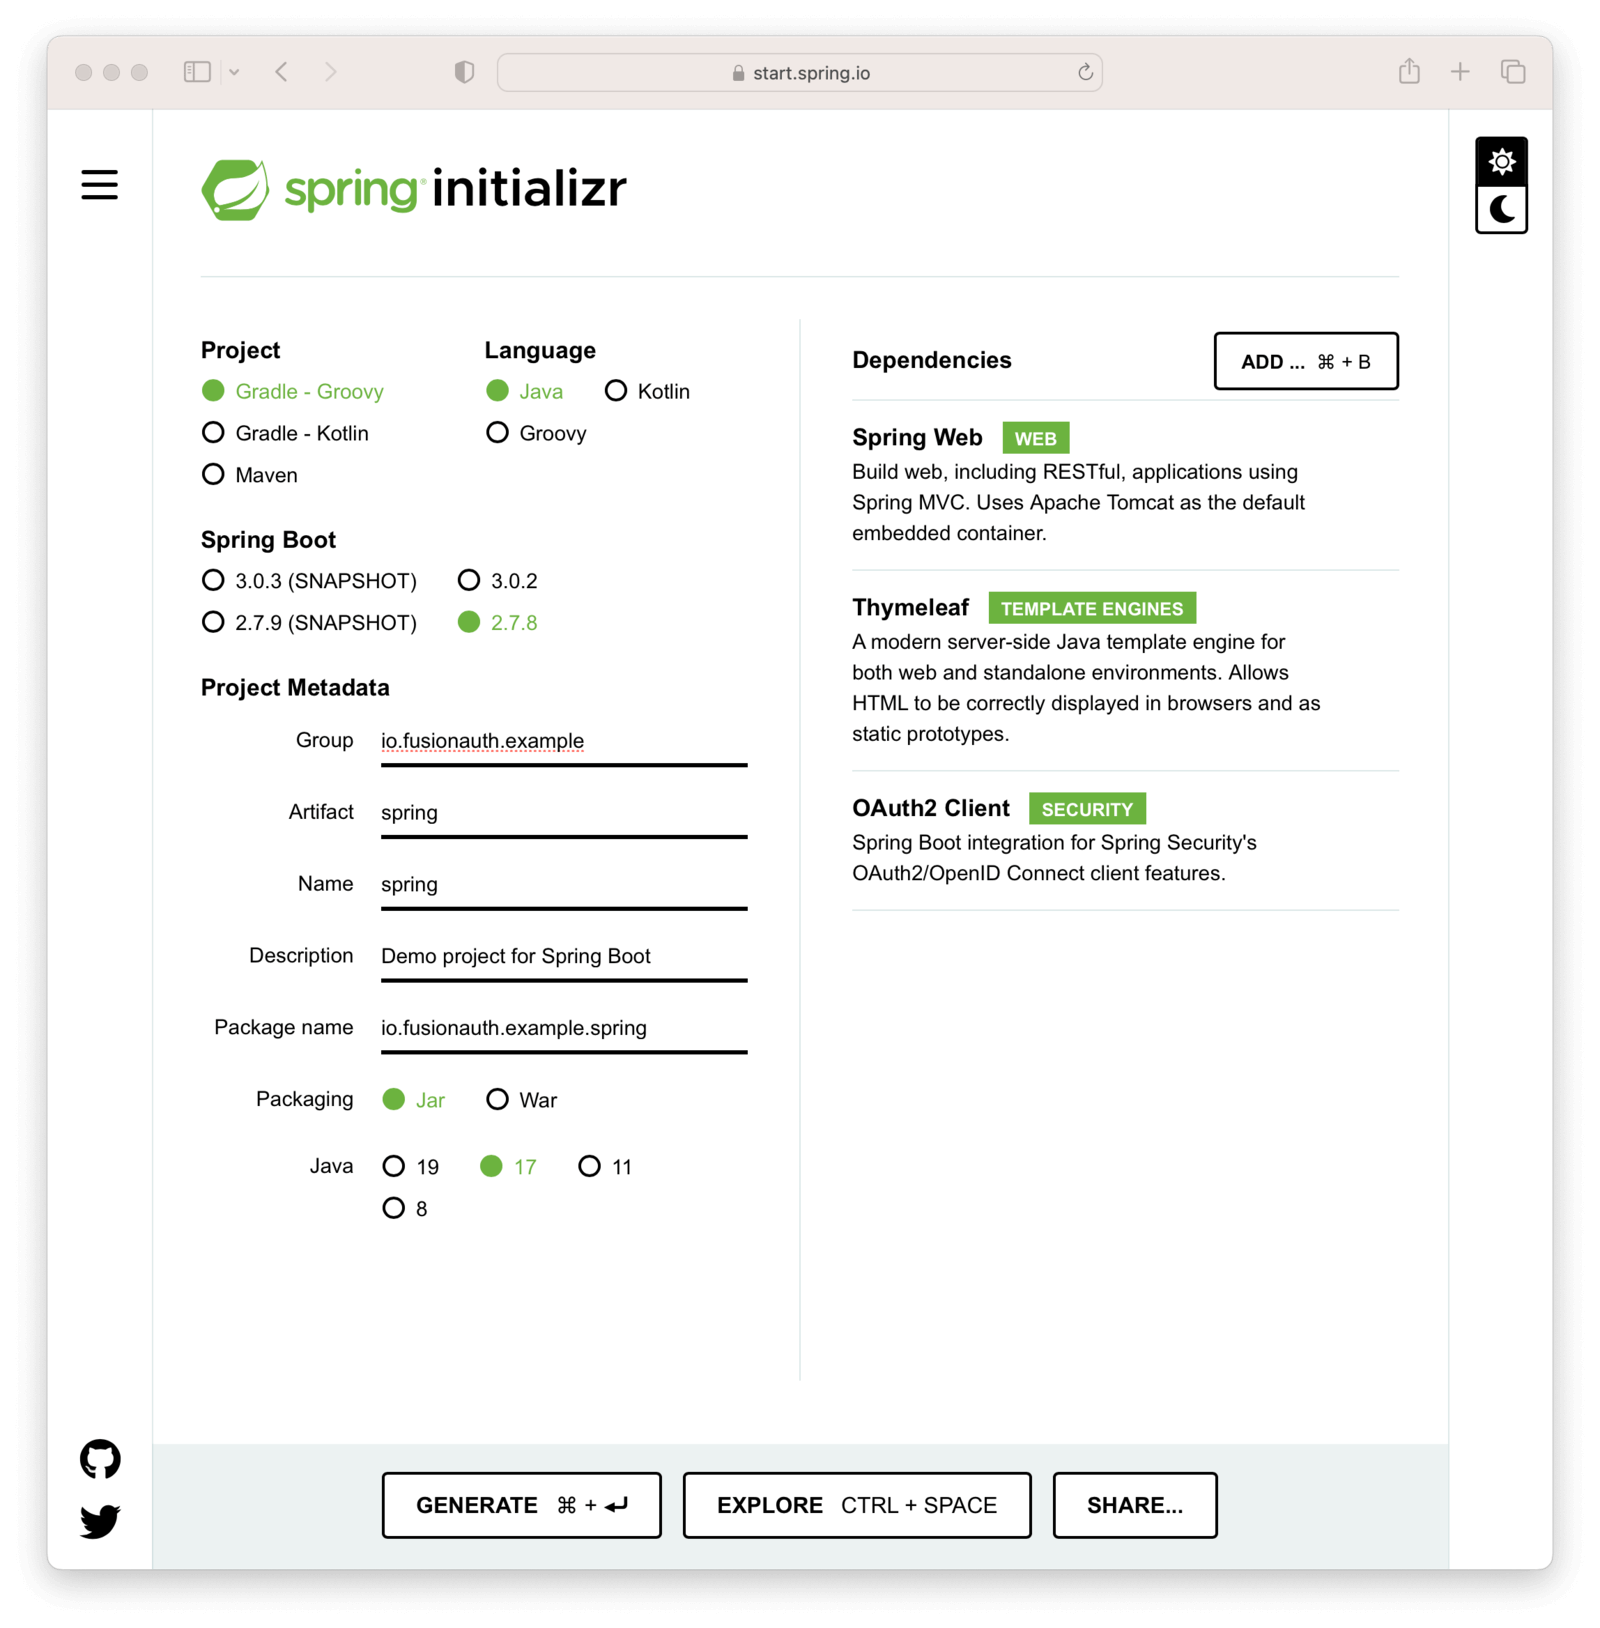 start.spring.io
spring® initializr
Project
Gradle - Groovy
Gradle - Kotlin
Maven
Language
Java Kotlin
Groovy
Spring Boot
3.0.3 (SNAPSHOT) 3.0.2
2.7.9 (SNAPSHOT) 2.7.8
Project Metadata
Group io.fusionauth.example
Artifact spring
Name spring
Description Demo project for Spring Boot
Package name io.fusionauth.example.spring
Packaging Jar War
Java 19 17 11
8
Dependencies
ADD ... ⌘ + B
Spring Web WEB
Build web, including RESTful, applications using
Spring MVC. Uses Apache Tomcat as the default
embedded container.
Thymeleaf TEMPLATE ENGINES
A modern server-side Java template engine for
both web and standalone environments. Allows
HTML to be correctly displayed in browsers and as
static prototypes.
OAuth2 Client SECURITY
Spring Boot integration for Spring Security's
OAuth2/OpenID Connect client features.
GENERATE ⌘ + ⏎
EXPLORE CTRL + SPACE
SHARE...